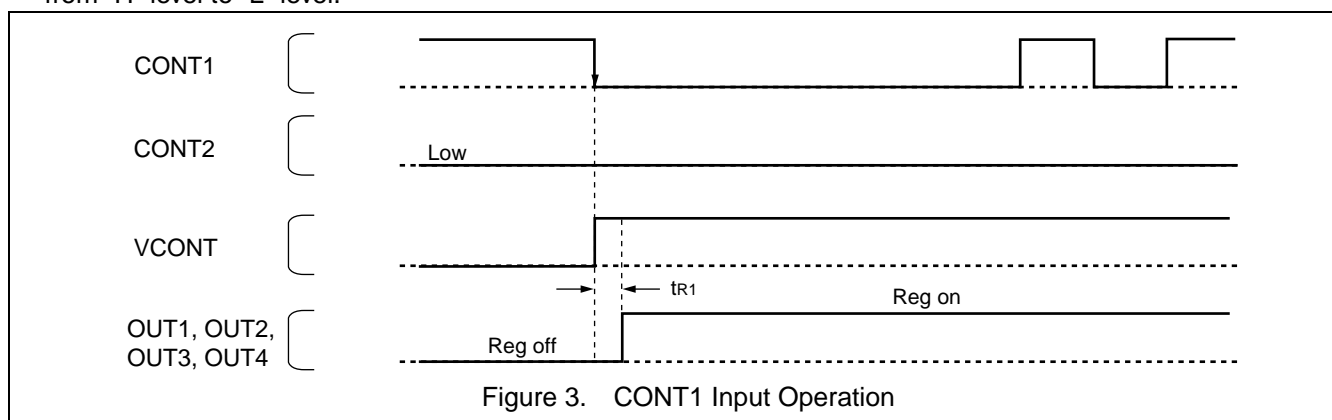 from "H" level to "L" level.
CONT1
CONT2
Low
VCONT
tR1
Reg on
OUT1, OUT2,
OUT3, OUT4
Reg off
Figure 3. CONT1 Input Operation